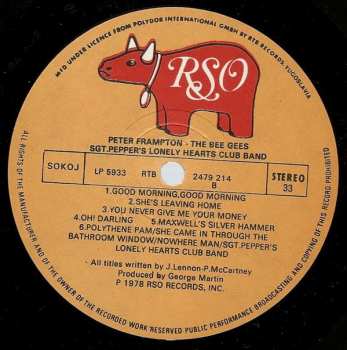 MFD UNDER LICENCE FROM POLYDOR INTERNATIONAL GMBH BY RTB RECORDS, YUGOSLAVIA
RSO
PETER FRAMPTON - THE BEE GEES
SGT.PEPPER'S LONELY HEARTS CLUB BAND
SOKOJ LP 5933 RTB 2479 214 STEREO
B 33
1.GOOD MORNING,GOOD MORNING
2.SHE'S LEAVING HOME
3.YOU NEVER GIVE ME YOUR MONEY
4.OH! DARLING 5.MAXWELL'S SILVER HAMMER
6.POLYTHENE PAM/SHE CAME IN THROUGH THE
BATHROOM WINDOW/NOWHERE MAN/SGT.PEPPER'S
LONELY HEARTS CLUB BAND
- All titles written by J.Lennon-P.McCartney
Produced by George Martin
℗ 1978 RSO RECORDS, INC.
ALL RIGHTS OF THE MANUFACTURER AND OF THE OWNER OF THE RECORDED WORK RESERVED PUBLIC PERFORMANCE BROADCASTING AND COPYING OF THIS RECORD PROHIBITED